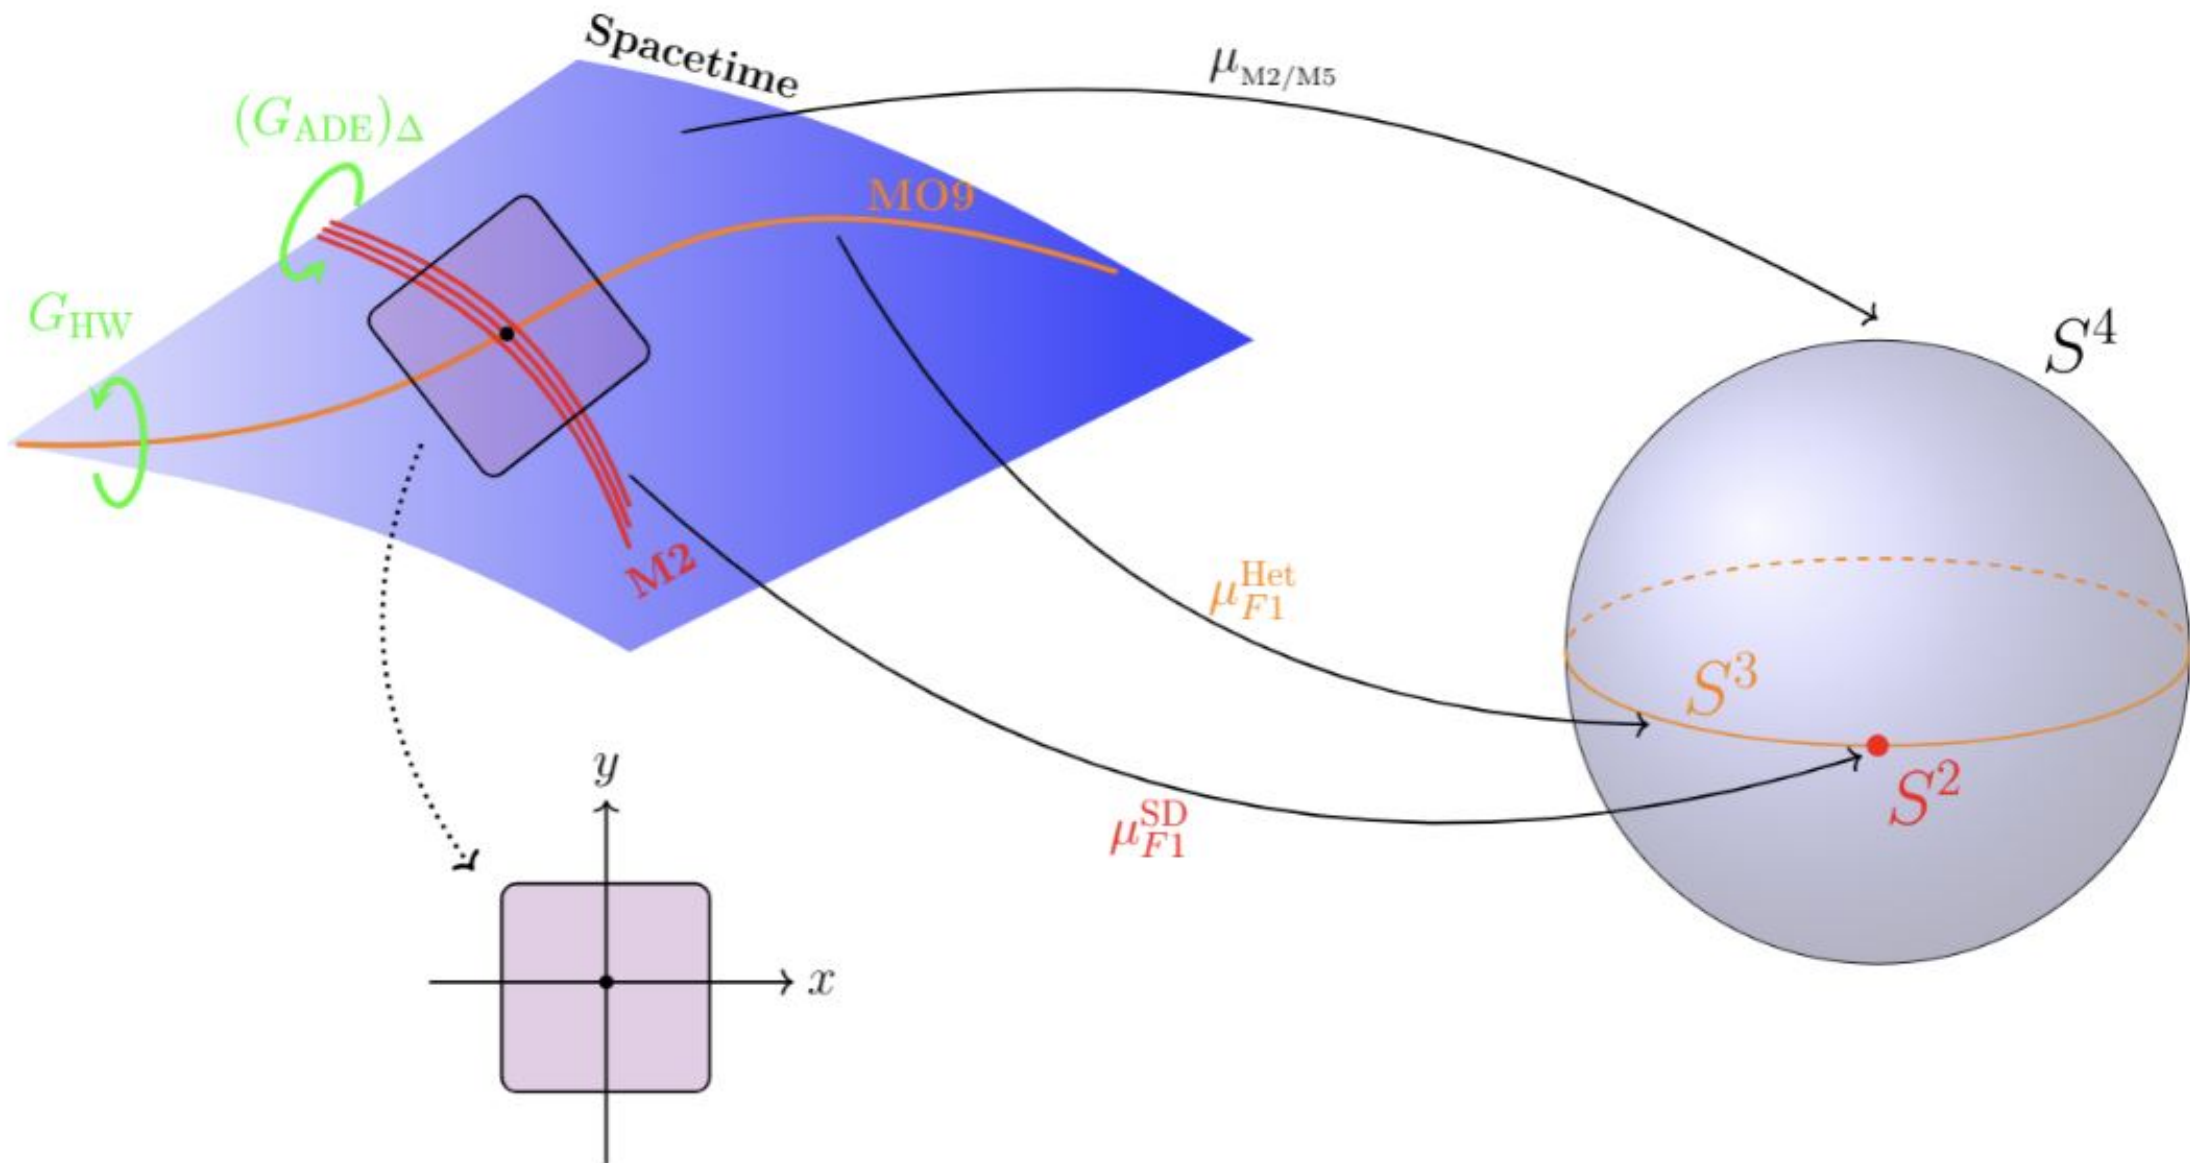 Spacetime
μ_{M2/M5}
(G_{ADE})_Δ
MO9
G_{HW}
S^4
M2
μ_{F1}^{Het}
S^3
y
μ_{F1}^{SD}
S^2
x